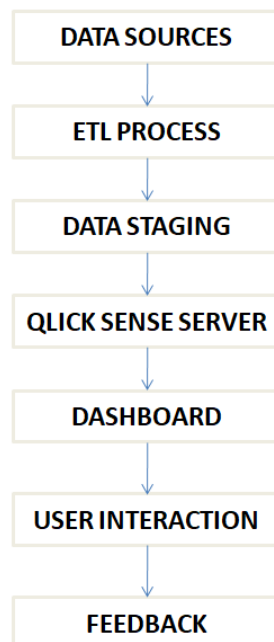 DATA SOURCES
ETL PROCESS
DATA STAGING
QLICK SENSE SERVER
DASHBOARD
USER INTERACTION
FEEDBACK